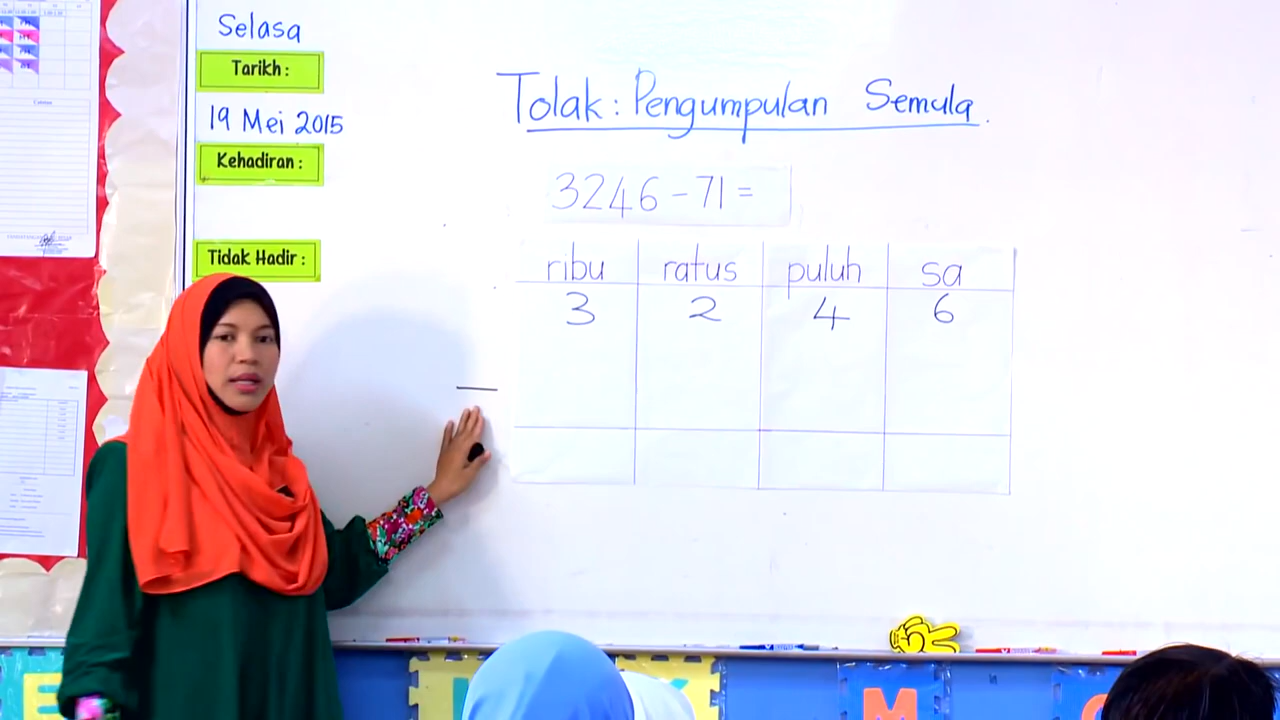 Selasa
Tarikh :
19 Mei 2015
Kehadiran :
Tidak Hadir :
Tolak : Pengumpulan Semula.
3246 - 71 =
ribu ratus puluh sa
3 2 4 6
—
M